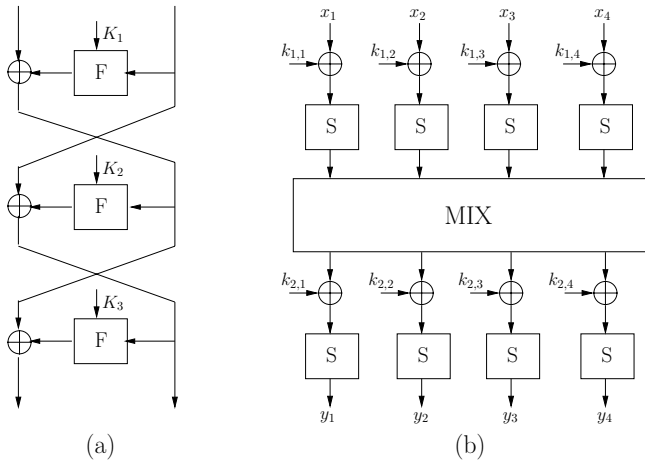 K₁
F
K₂
F
K₃
F
(a)
x₁ x₂ x₃ x₄
k₁,₁ k₁,₂ k₁,₃ k₁,₄
S S S S
MIX
k₂,₁ k₂,₂ k₂,₃ k₂,₄
S S S S
y₁ y₂ y₃ y₄
(b)